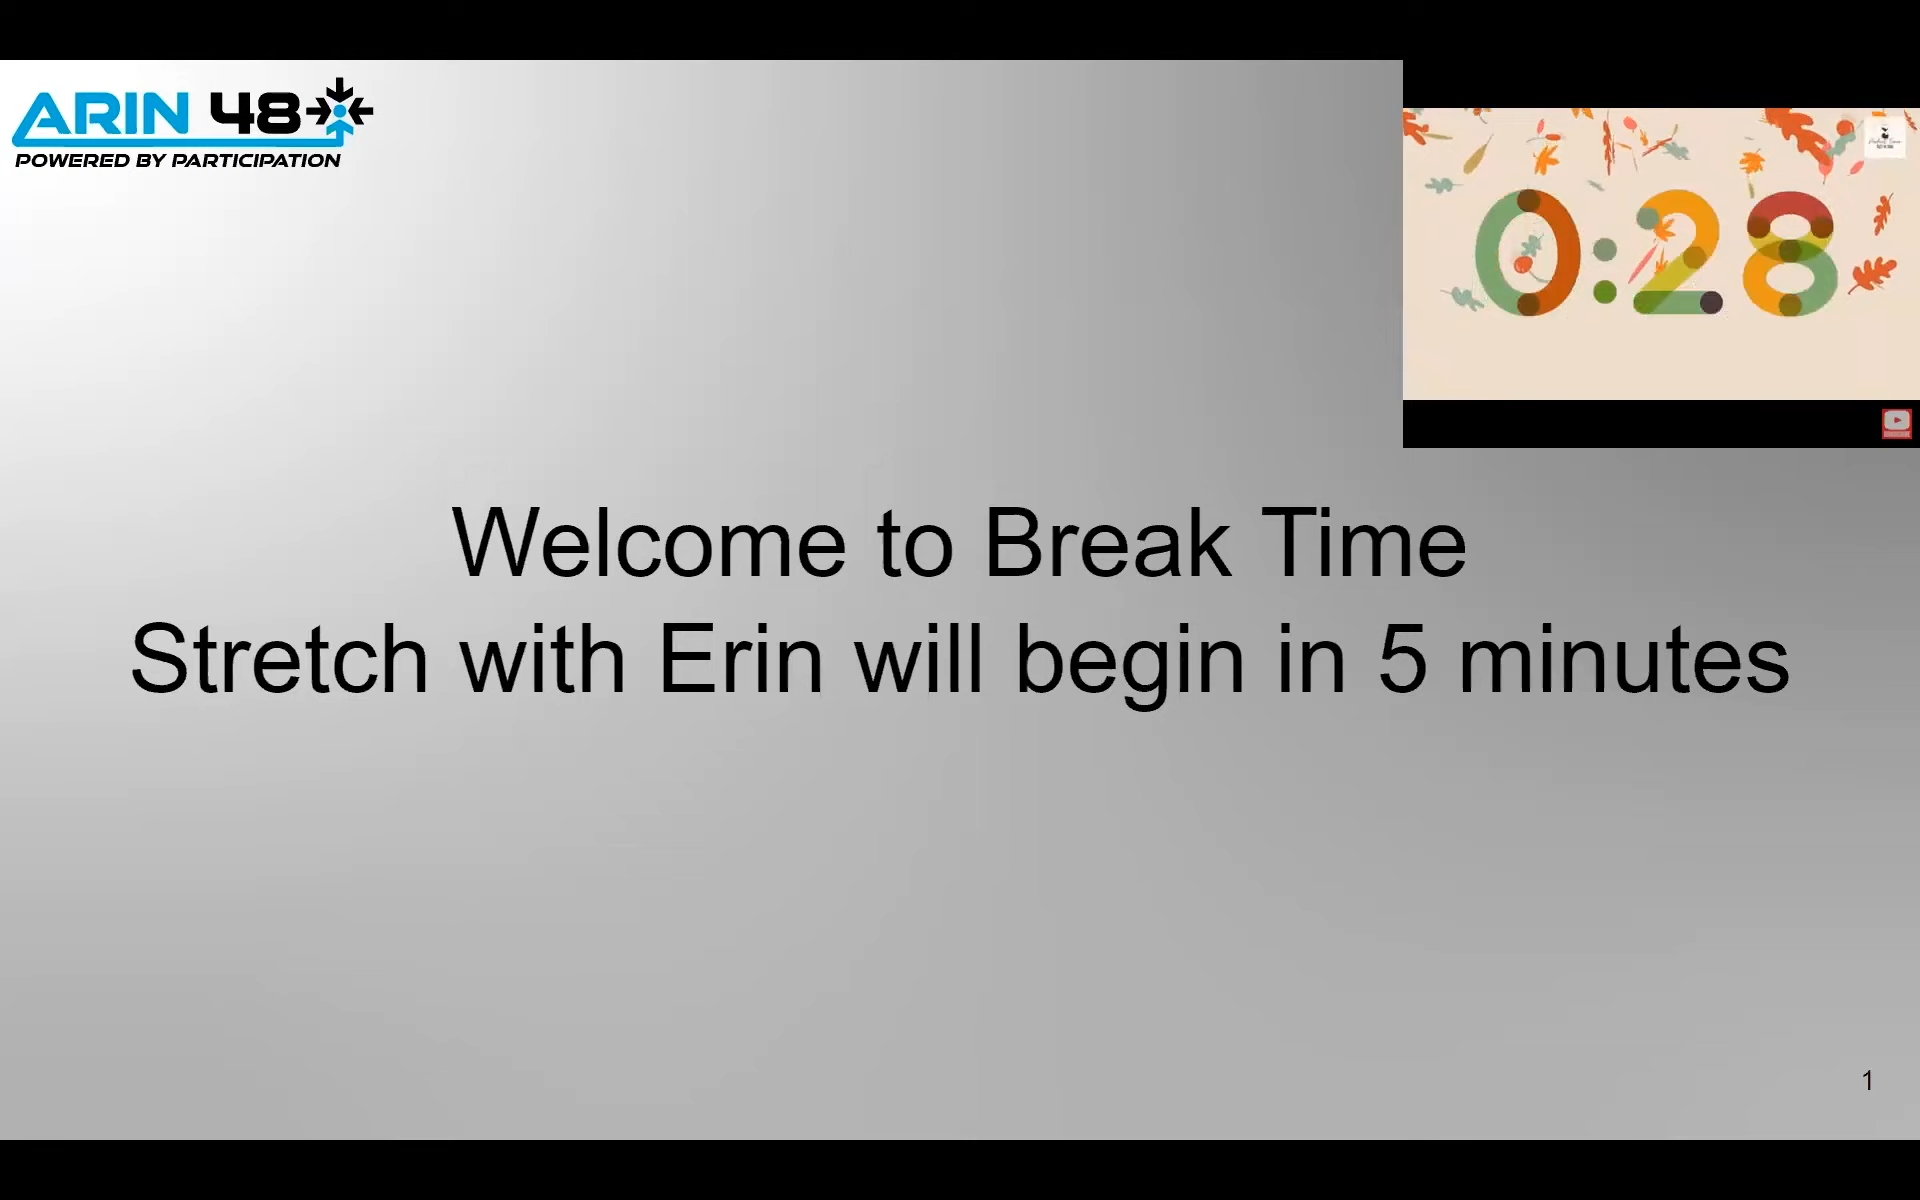 ARIN 48
POWERED BY PARTICIPATION
0:28
Welcome to Break Time
Stretch with Erin will begin in 5 minutes
1